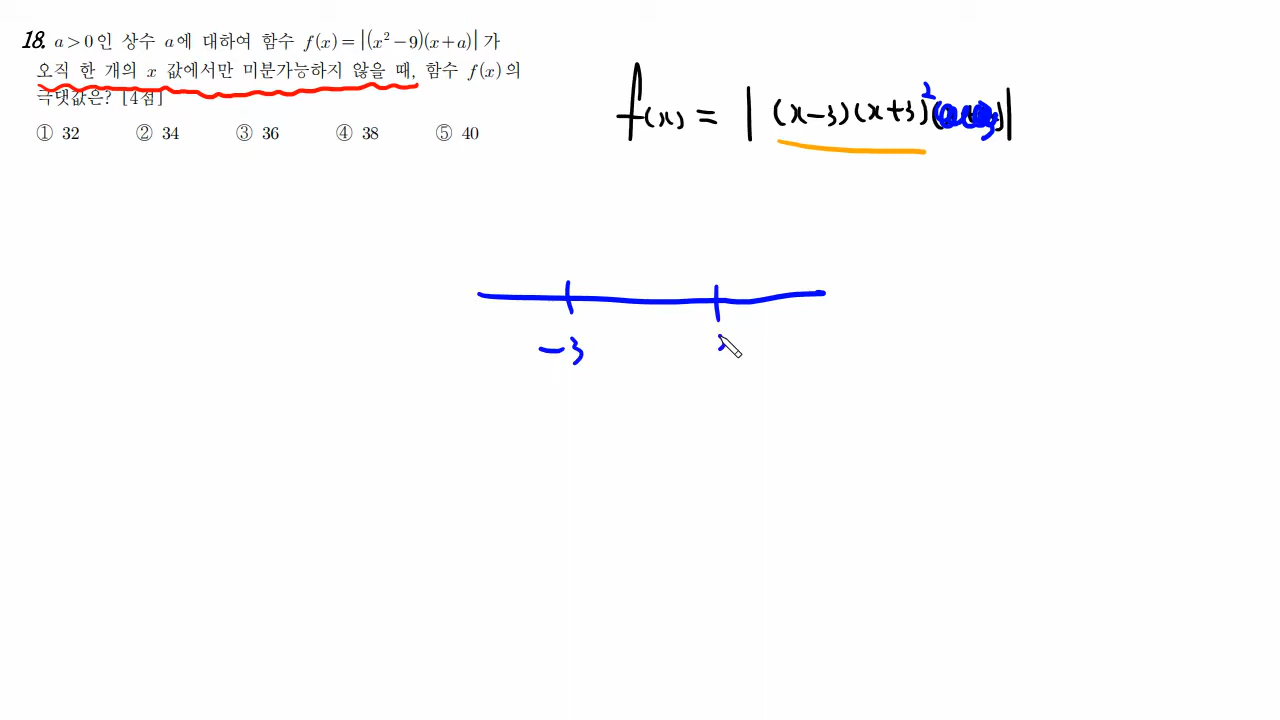 18. a > 0인 상수 a에 대하여 함수 f(x) = |(x² − 9)(x + a)| 가
오직 한 개의 x 값에서만 미분가능하지 않을 때, 함수 f(x)의
극댓값은? [4점]
① 32 ② 34 ③ 36 ④ 38 ⑤ 40
f(x) = |(x−3)(x+3)²|
−3